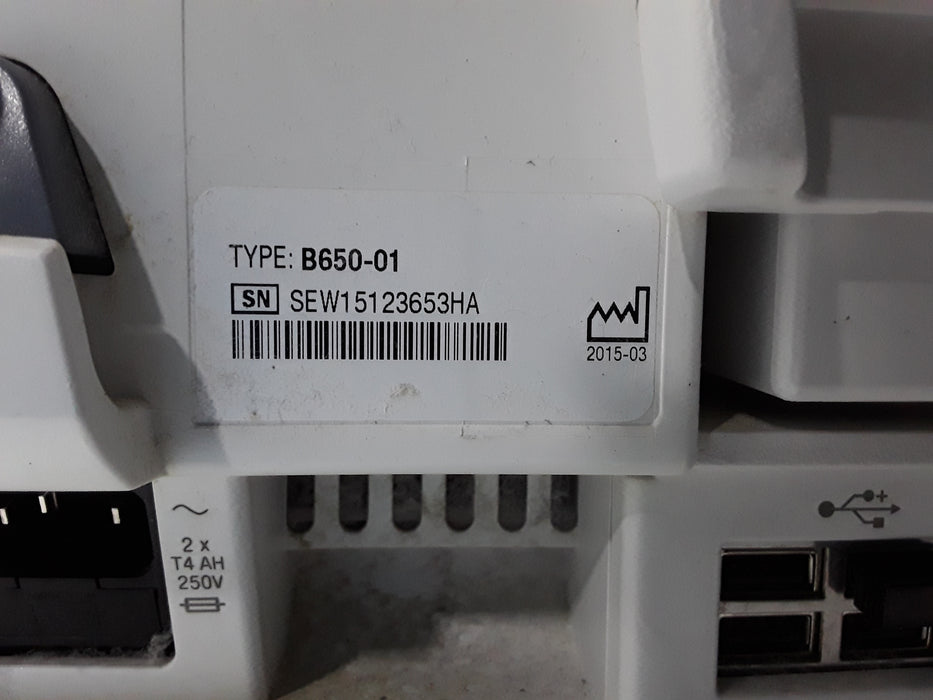 TYPE: B650-01
SN SEW15123653HA
2015-03
2 x
T4 AH
250V